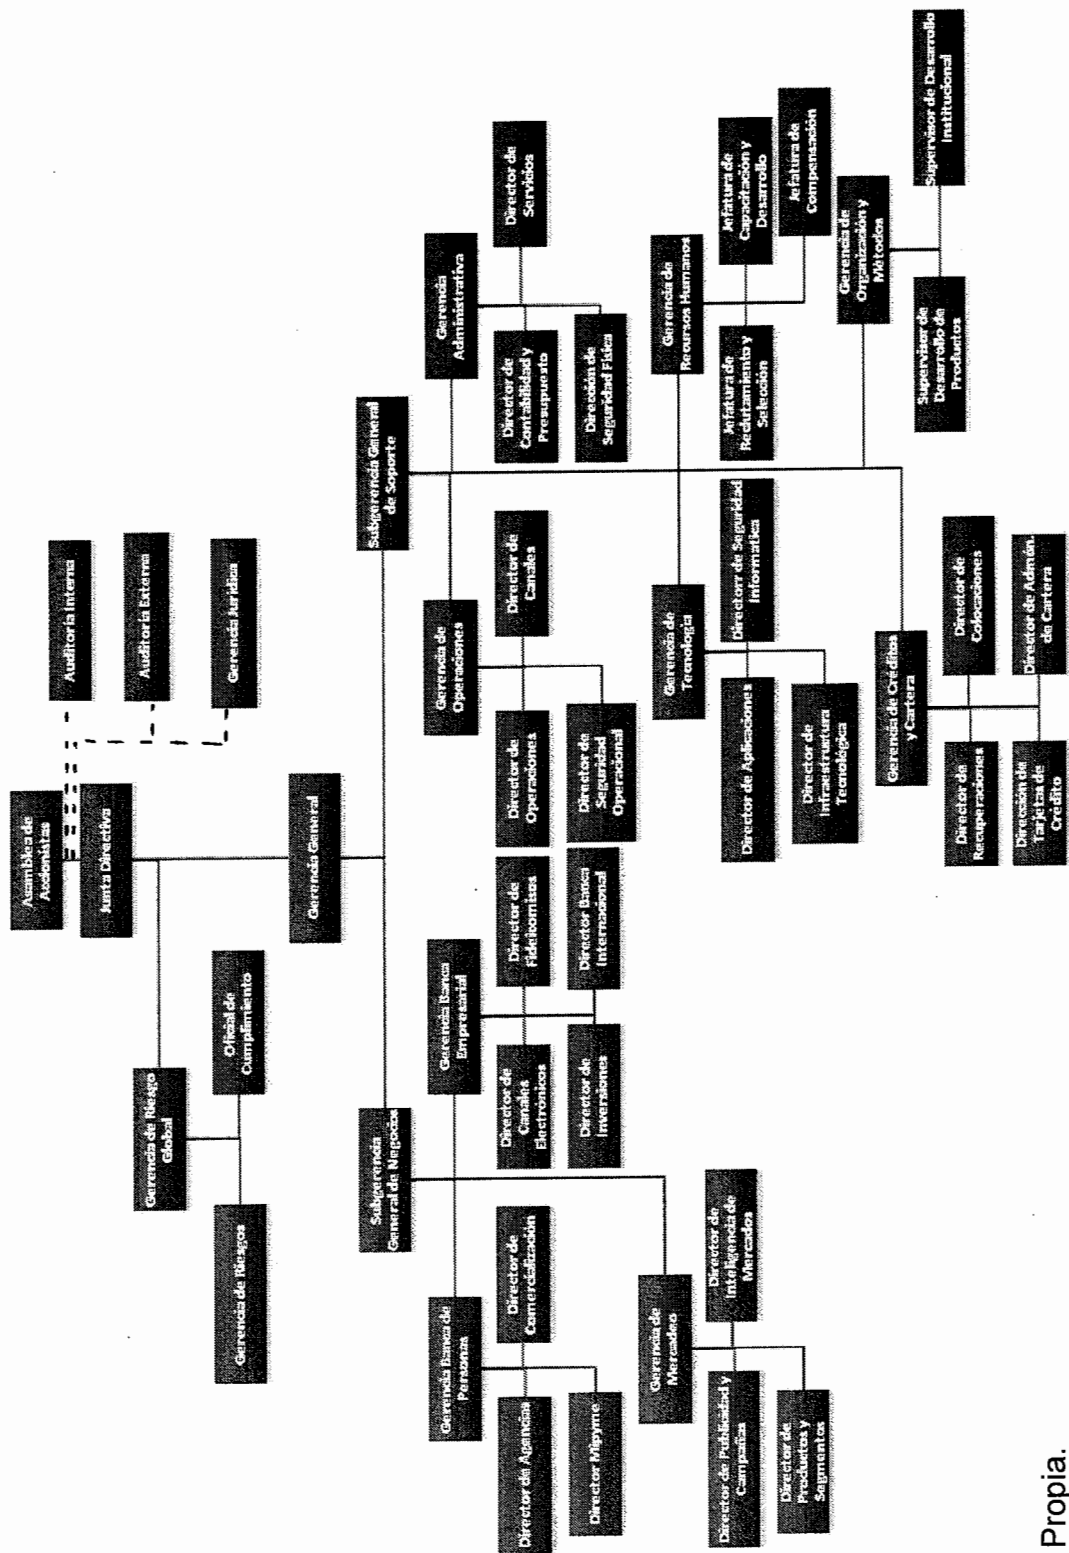 Asamblea de
Accionistas
Junta Directiva
Auditoria Interna
Auditoria Externa
Gerencia Jurídica
Gerencia de Riesgo
Global
Gerencia de Riesgos
Oficial de
Cumplimiento
Gerencia General
Subgerencia
General de Negocios
Subgerencia General
de Soporte
Gerencia Banca de
Personas
Director de Agencias
Director de
Comercialización
Director Mipyme
Gerencia Banca
Empresarial
Director de
Canales
Electrónicos
Director de
Fideicomisos
Director de
Inversiones
Director Banca
Internacional
Gerencia de
Mercadeo
Director de Publicidad y
Campañas
Director de
Inteligencia de
Mercados
Director de
Productos y
Segmentos
Gerencia de
Operaciones
Director de
Operaciones
Director de
Canales
Director de
Seguridad
Operacional
Gerencia
Administrativa
Director de
Contabilidad y
Presupuesto
Director de
Servicios
Dirección de
Seguridad Física
Gerencia de
Tecnología
Director de Aplicaciones
Directorr de Seguridad
Informatica
Director de
Infraestructura
Tecnológica
Gerencia de
Recursos Humanos
Jefatura de
Reclutamiento y
Selección
Jefatura de
Capacitación y
Desarrollo
Jefatura de
Compensación
Gerencia de Créditos
y Cartera
Director de
Recuperaciones
Director de
Colocaciones
Dirección de
Tarjetas de
Crédito
Director de Admón.
de Cartera
Gerencia de
Organización y
Métodos
Supervisor de
Desarrollo de
Productos
Supervisor de Desarrollo
Institucional
Propia.